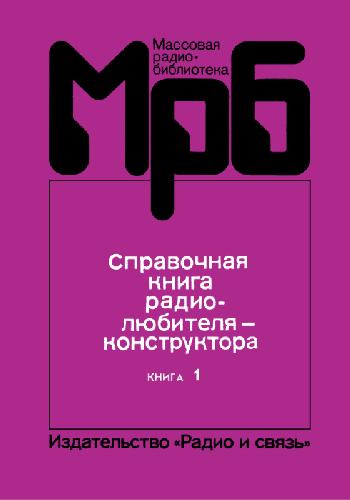 Массовая
радио-
библиотека
Мрб
Справочная
книга
радио-
любителя –
конструктора
книга 1
Издательство «Радио и связь»